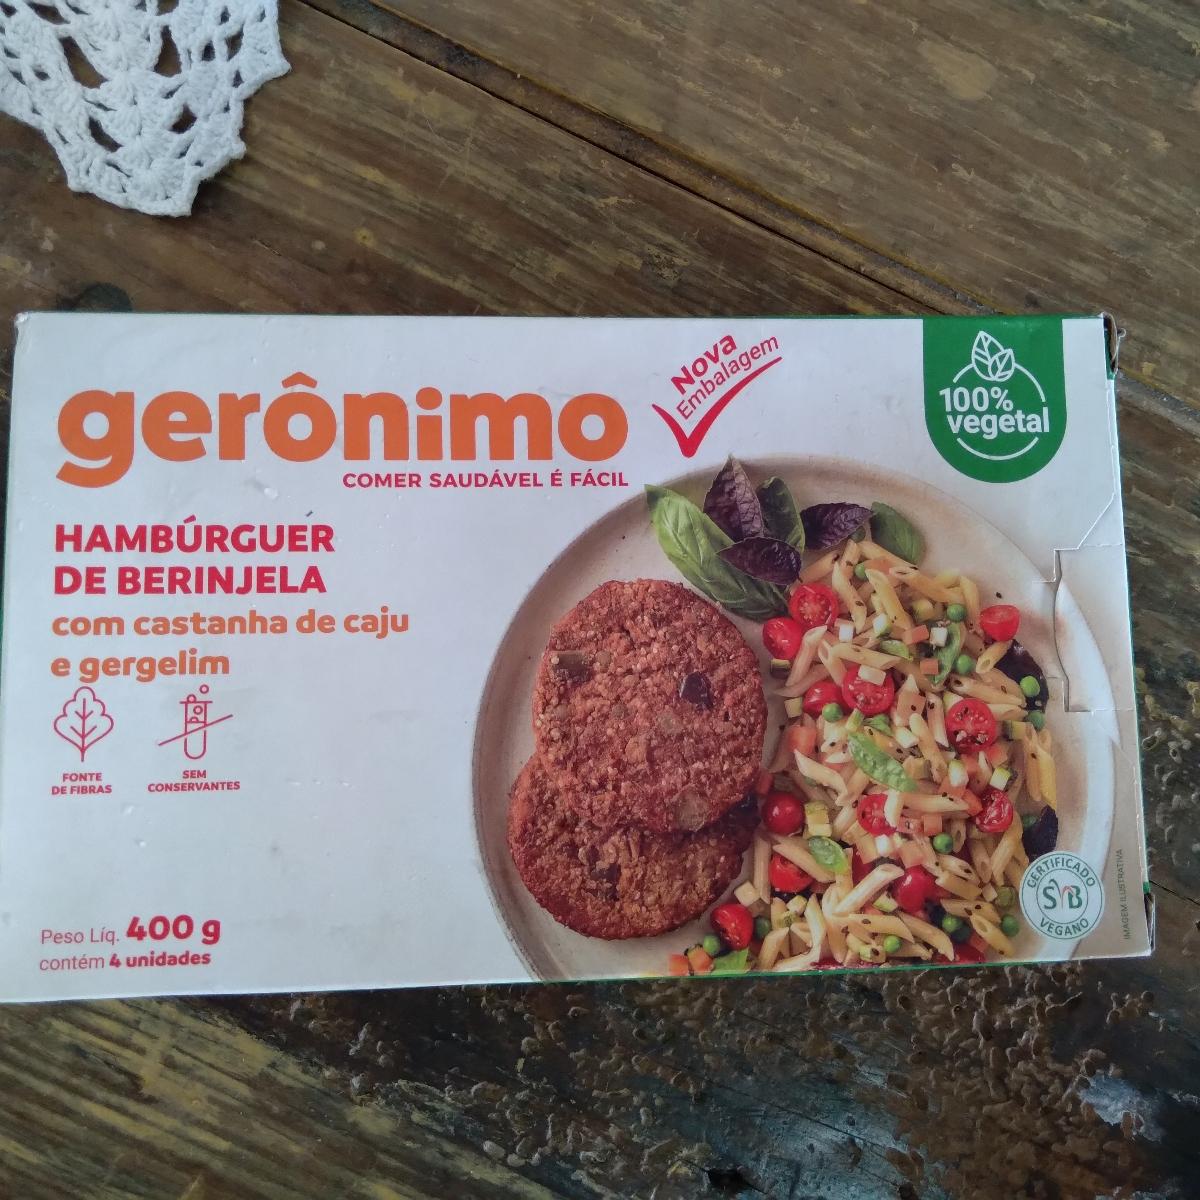 gerônimo
COMER SAUDÁVEL É FÁCIL
Nova
Embalagem
100%
vegetal
HAMBÚRGUER
DE BERINJELA
com castanha de caju
e gergelim
FONTE
DE FIBRAS
SEM
CONSERVANTES
Peso Líq. 400 g
contém 4 unidades
CERTIFICADO
SVB
VEGANO
IMAGEM ILUSTRATIVA